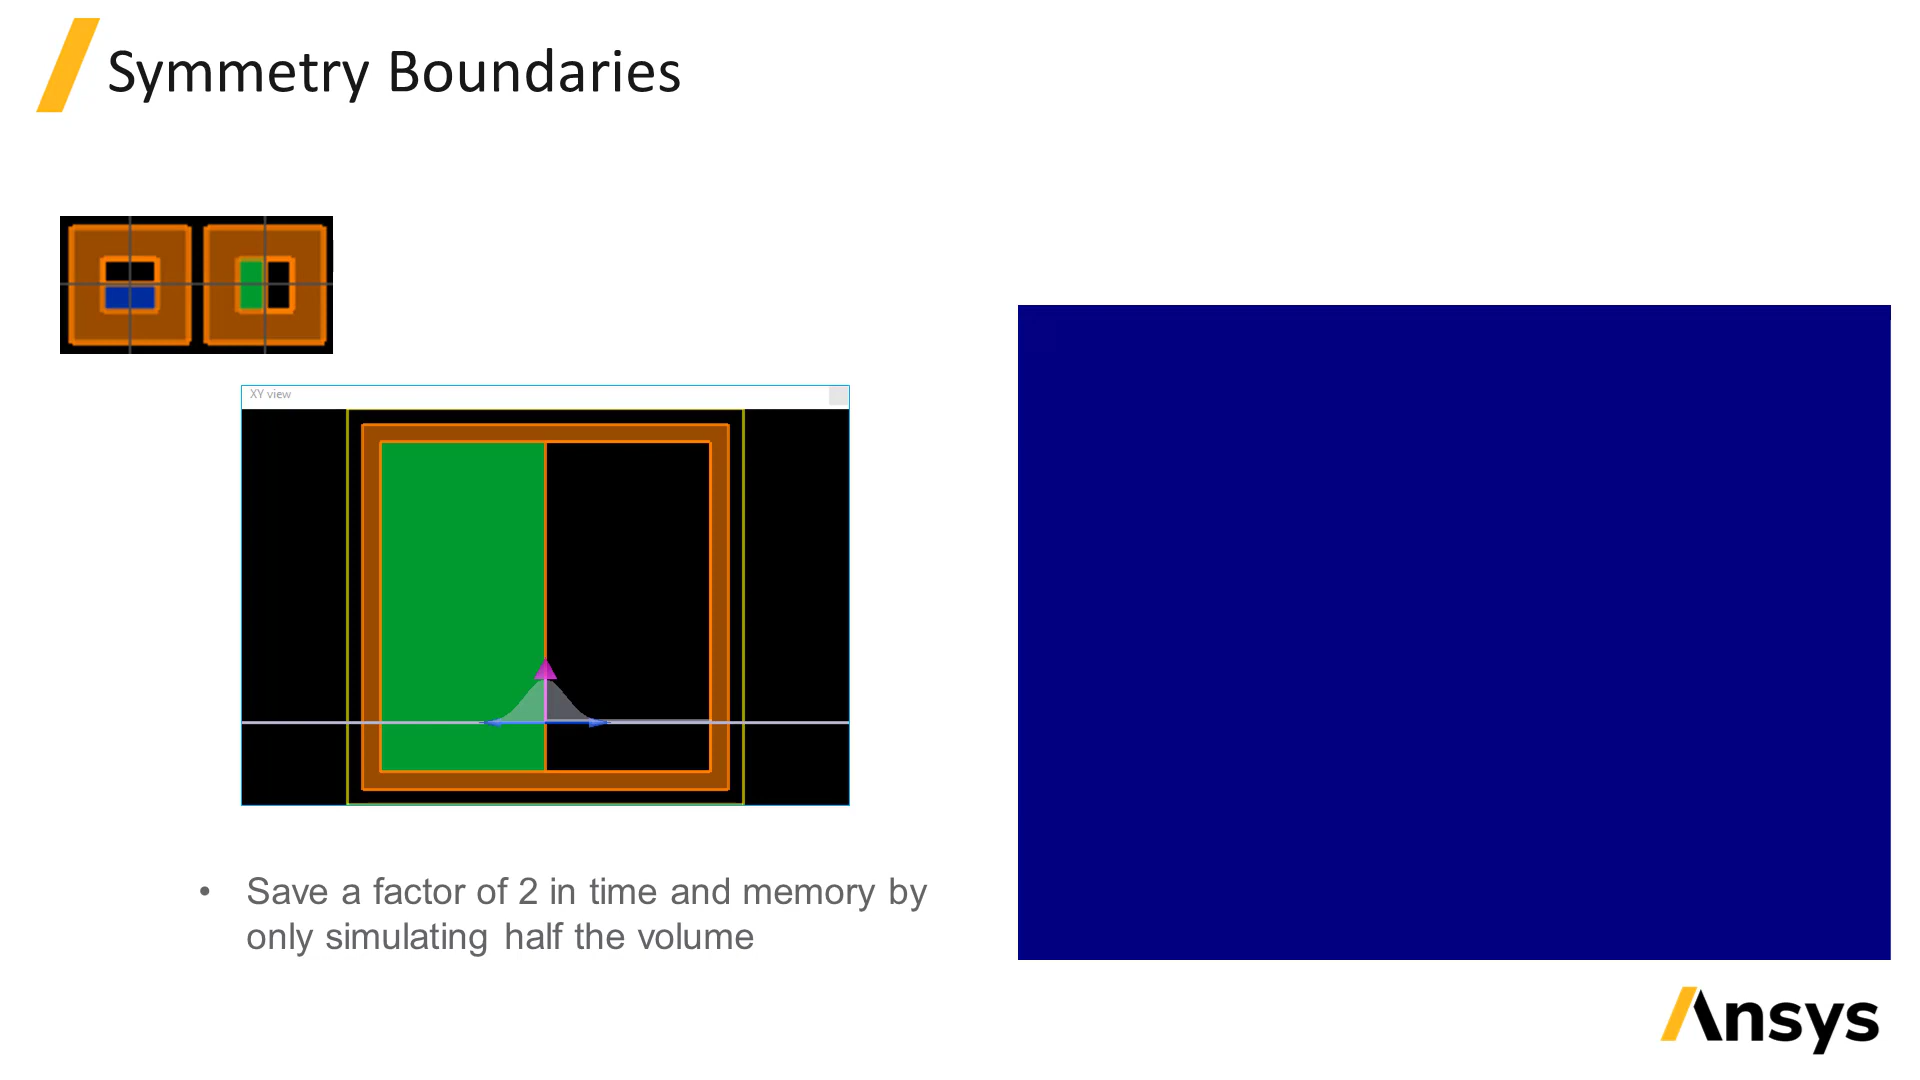 Symmetry Boundaries
XY view
• Save a factor of 2 in time and memory by
only simulating half the volume
Ansys